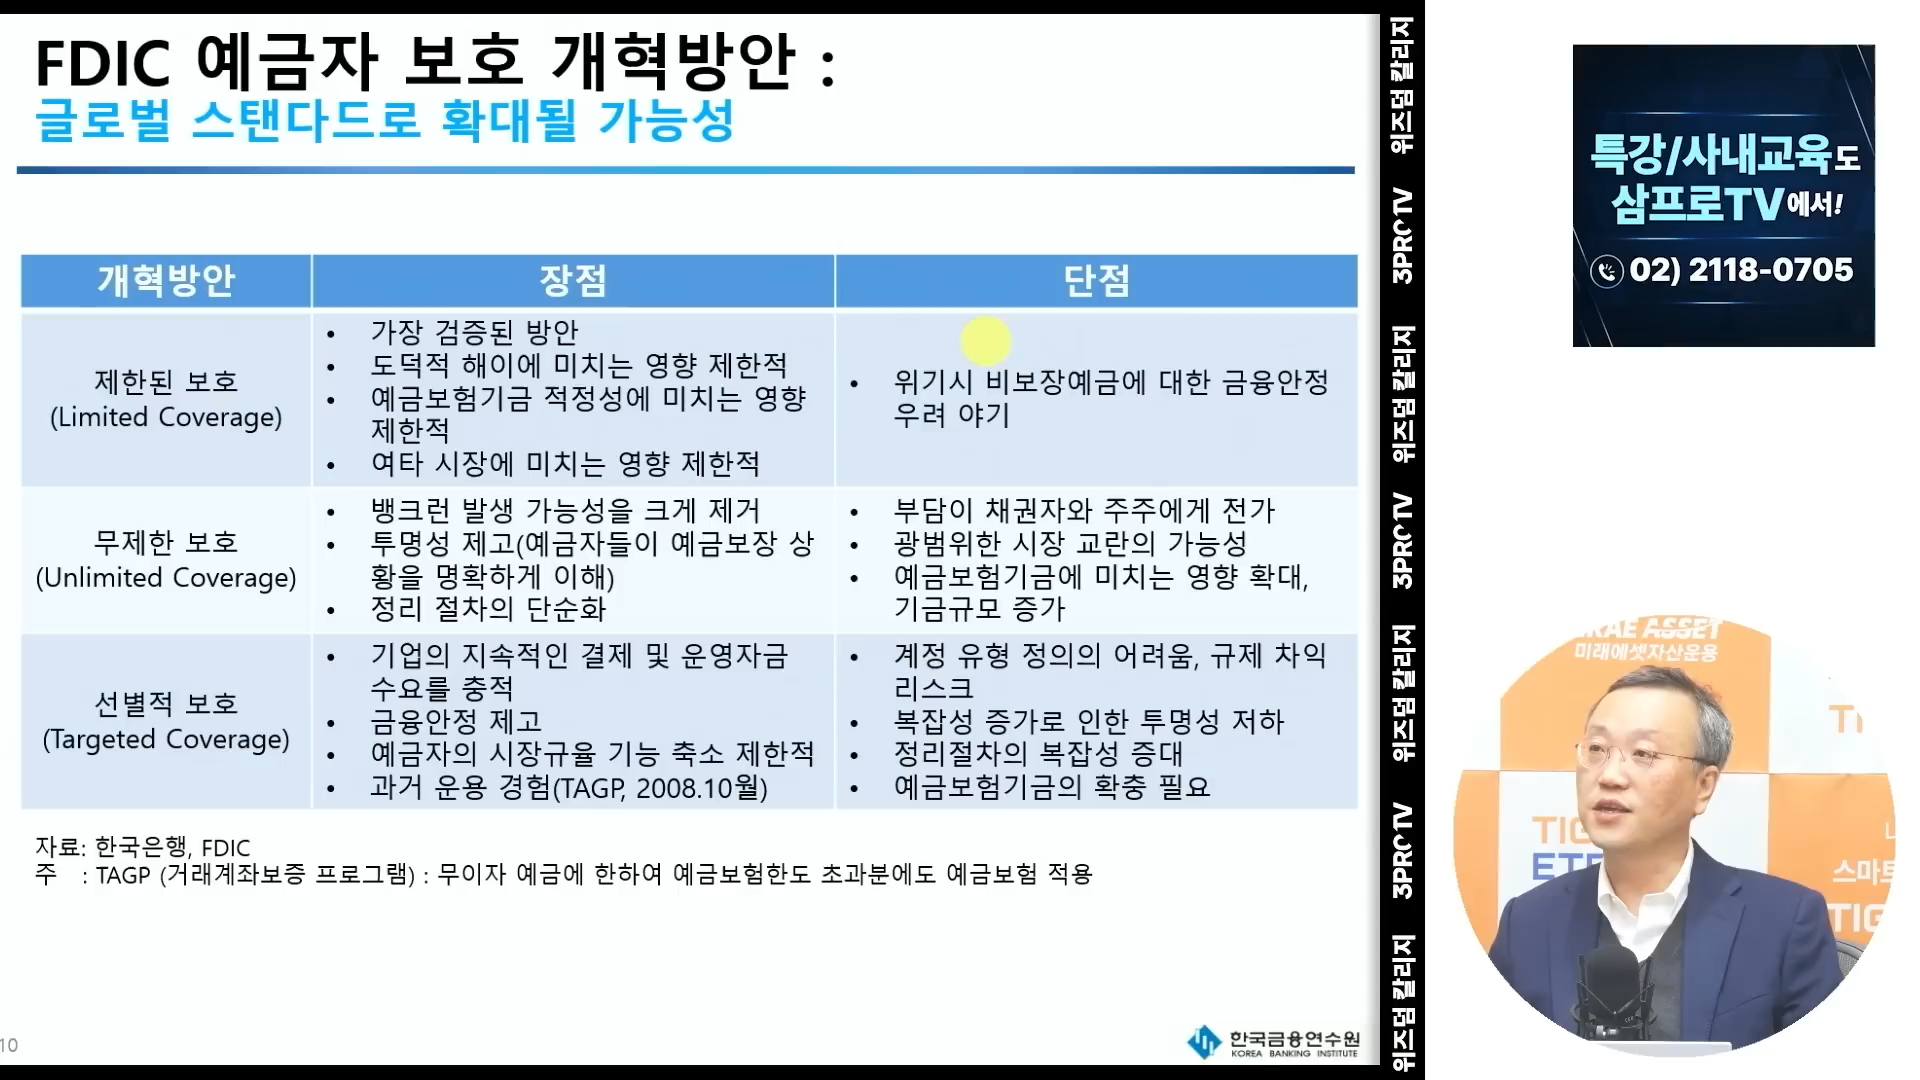 FDIC 예금자 보호 개혁방안 :
글로벌 스탠다드로 확대될 가능성
개혁방안
장점
단점
제한된 보호
(Limited Coverage)
• 가장 검증된 방안
• 도덕적 해이에 미치는 영향 제한적
• 예금보험기금 적정성에 미치는 영향
제한적
• 여타 시장에 미치는 영향 제한적
• 위기시 비보장예금에 대한 금융안정
우려 야기
무제한 보호
(Unlimited Coverage)
• 뱅크런 발생 가능성을 크게 제거
• 투명성 제고(예금자들이 예금보장 상
황을 명확하게 이해)
• 정리 절차의 단순화
• 부담이 채권자와 주주에게 전가
• 광범위한 시장 교란의 가능성
• 예금보험기금에 미치는 영향 확대,
기금규모 증가
선별적 보호
(Targeted Coverage)
• 기업의 지속적인 결제 및 운영자금
수요를 충적
• 금융안정 제고
• 예금자의 시장규율 기능 축소 제한적
• 과거 운용 경험(TAGP, 2008.10월)
• 계정 유형 정의의 어려움, 규제 차익
리스크
• 복잡성 증가로 인한 투명성 저하
• 정리절차의 복잡성 증대
• 예금보험기금의 확충 필요
자료: 한국은행, FDIC
주 : TAGP (거래계좌보증 프로그램) : 무이자 예금에 한하여 예금보험한도 초과분에도 예금보험 적용
10
한국금융연수원
KOREA BANKING INSTITUTE
위즈덤 칼리지
3PROTV
위즈덤 칼리지
3PROTV
위즈덤 칼리지
3PROTV
위즈덤 칼리지
특강/사내교육도
삼프로TV에서!
02) 2118-0705
ASSET
미래에셋자산운용
TIG
ETF
스마트
TIG